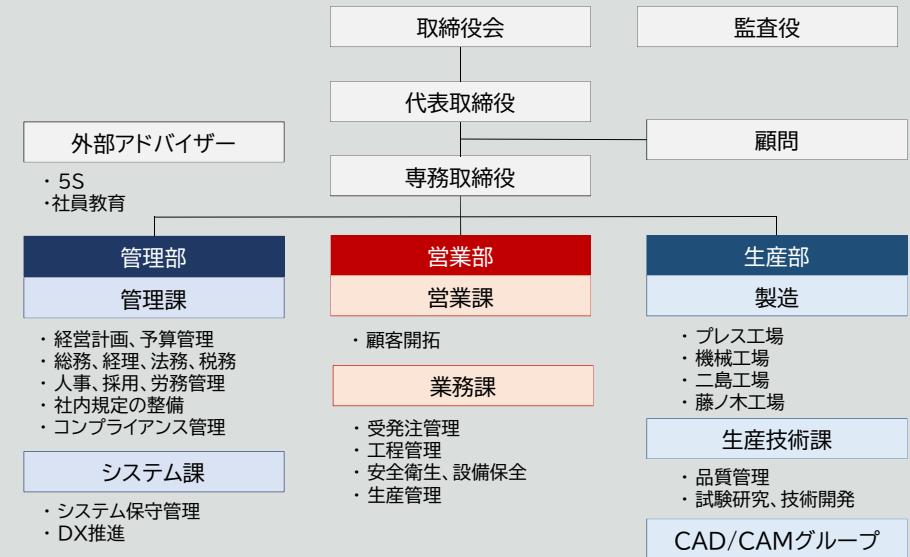 取締役会
監査役
代表取締役
外部アドバイザー
・5S
・社員教育
顧問
専務取締役
管理部
管理課
・経営計画、予算管理
・総務、経理、法務、税務
・人事、採用、労務管理
・社内規定の整備
・コンプライアンス管理
システム課
・システム保守管理
・DX推進
営業部
営業課
・顧客開拓
業務課
・受発注管理
・工程管理
・安全衛生、設備保全
・生産管理
生産部
製造
・プレス工場
・機械工場
・二島工場
・藤ノ木工場
生産技術課
・品質管理
・試験研究、技術開発
CAD/CAMグループ